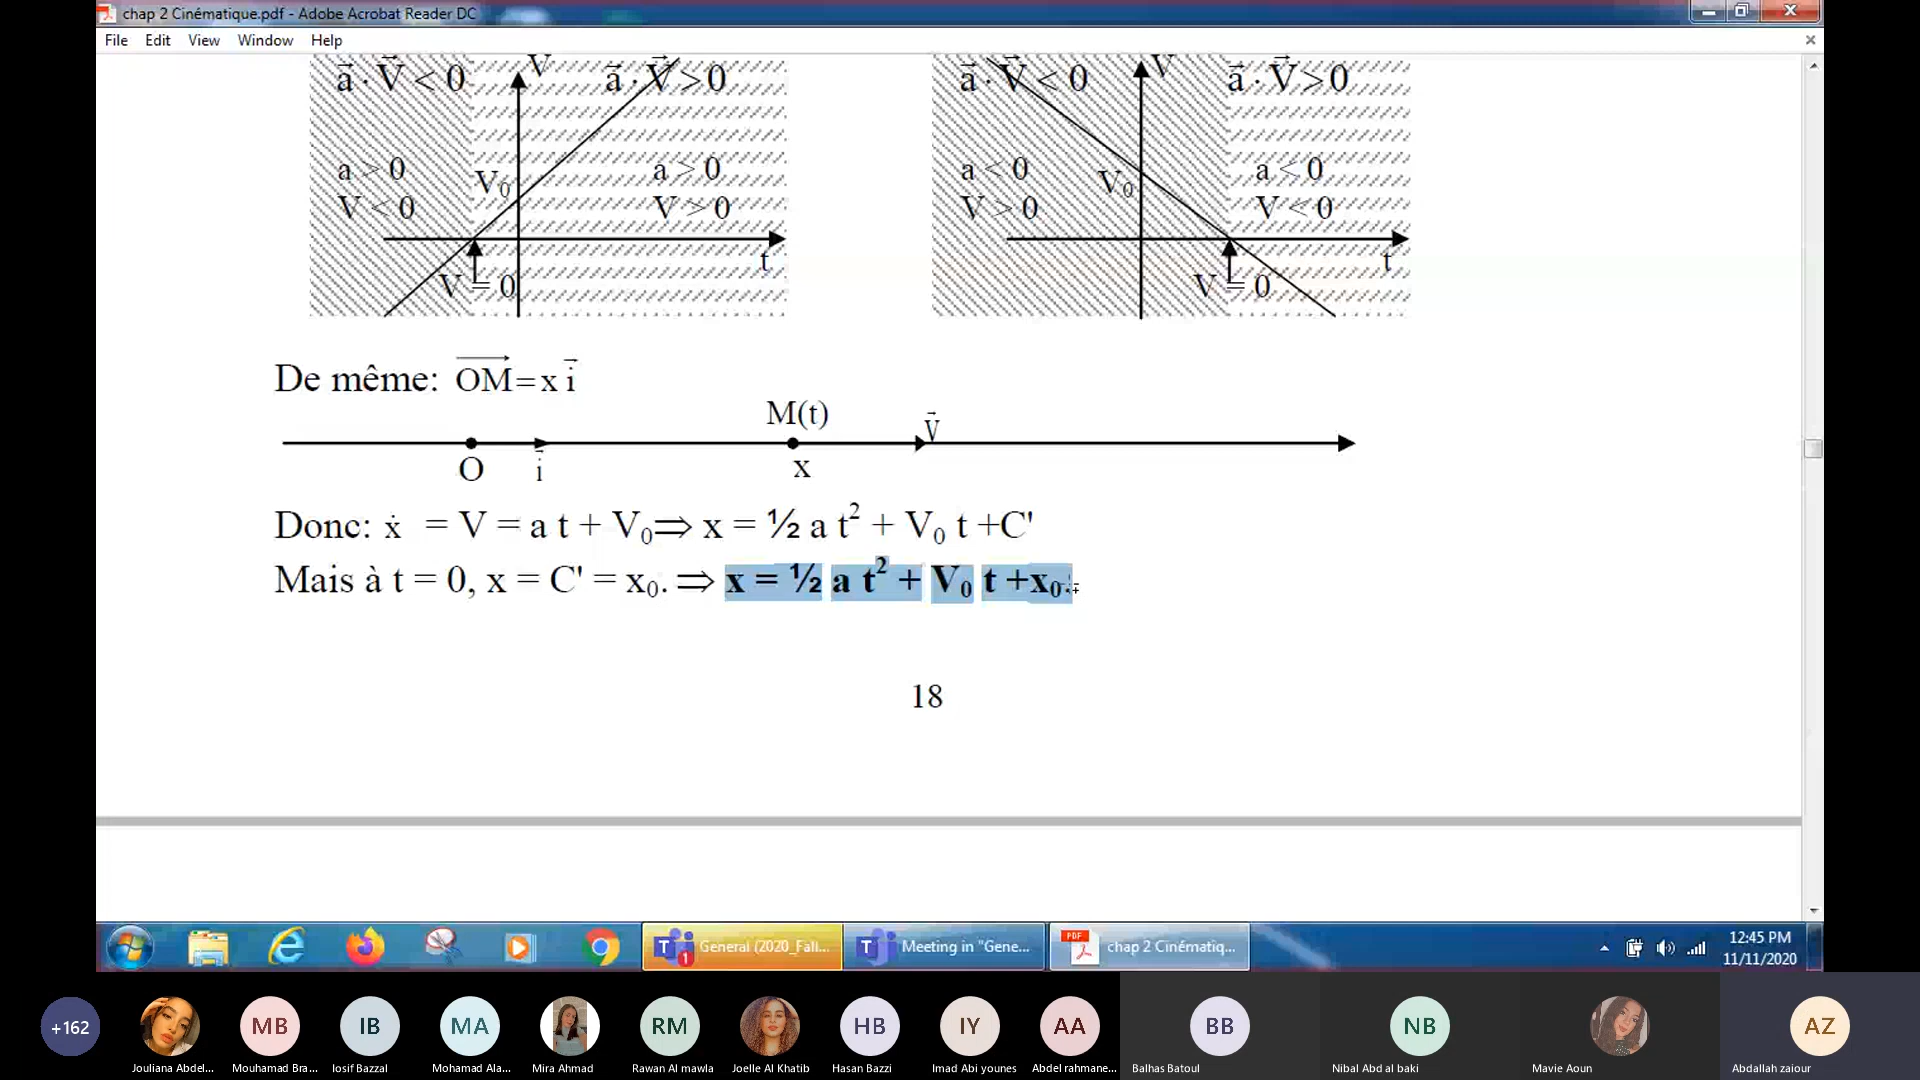 chap 2 Cinématique.pdf - Adobe Acrobat Reader DC
File Edit View Window Help
a⃗ · V⃗ < 0
V
a⃗ · V⃗ > 0
a > 0
V < 0
V₀
a > 0
V > 0
t
V = 0
a⃗ · V⃗ < 0
V
a⃗ · V⃗ > 0
a < 0
V > 0
V₀
a < 0
V < 0
t
V = 0
De même: OM⃗ = x i⃗
M(t)
V⃗
O
i⃗
x
Donc: ẋ = V = a t + V₀ ⇒ x = ½ a t² + V₀ t +C'
Mais à t = 0, x = C' = x₀. ⇒ x = ½ a t² + V₀ t +x₀.
18
General (2020_Fall...
1
Meeting in "Gene...
PDF
chap 2 Cinématiq...
12:45 PM
11/11/2020
+162
MB
IB
MA
RM
HB
IY
AA
BB
NB
AZ
Jouliana Abdel...
Mouhamad Bra...
Iosif Bazzal
Mohamad Ala...
Mira Ahmad
Rawan Al mawla
Joelle Al Khatib
Hasan Bazzi
Imad Abi younes
Abdel rahmane...
Balhas Batoul
Nibal Abd al baki
Mavie Aoun
Abdallah zaiour